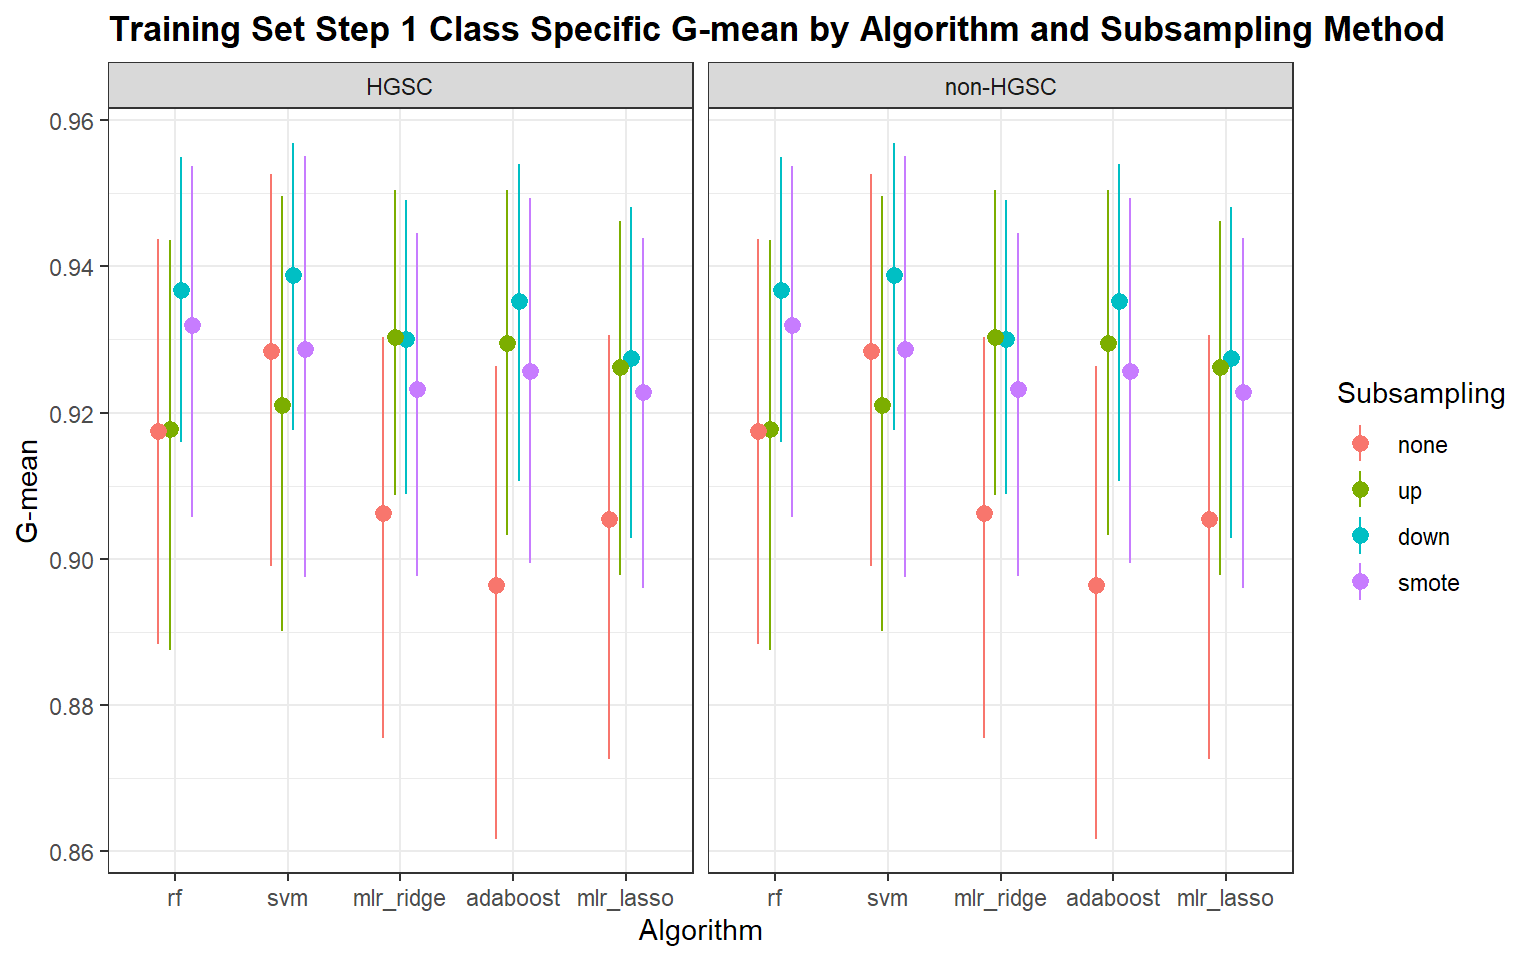 Training Set Step 1 Class Specific G-mean by Algorithm and Subsampling Method
HGSC
non-HGSC
0.96
0.94
0.92
0.90
0.88
0.86
G-mean
rf svm mlr_ridge adaboost mlr_lasso
rf svm mlr_ridge adaboost mlr_lasso
Algorithm
Subsampling
none
up
down
smote